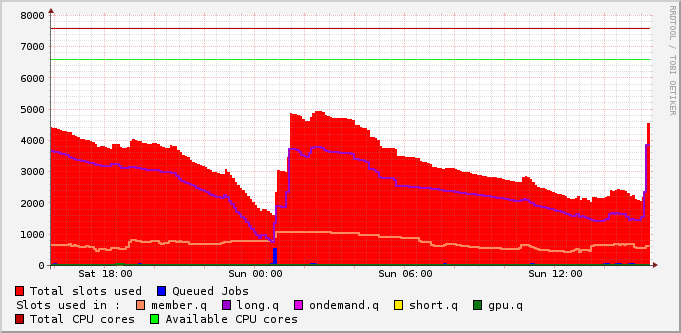 8000
7000
6000
5000
4000
3000
2000
1000
0
Sat 18:00 Sun 00:00 Sun 06:00 Sun 12:00
RRDTOOL / TOBI OETIKER
Total slots used Queued Jobs
Slots used in : member.q long.q ondemand.q short.q gpu.q
Total CPU cores Available CPU cores